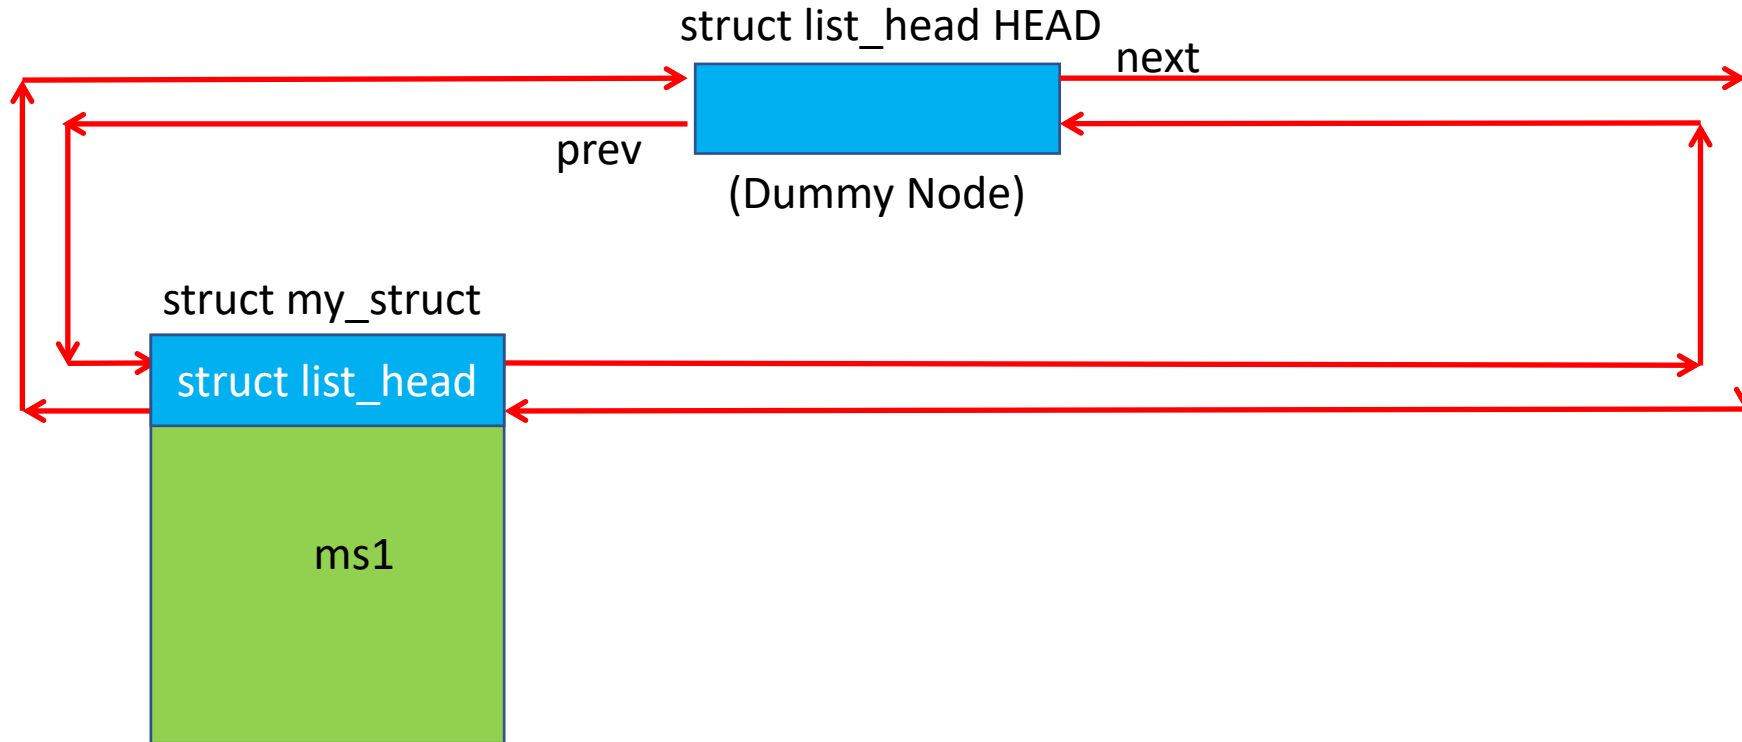 struct list_head HEAD
next
prev
(Dummy Node)
struct my_struct
struct list_head
ms1